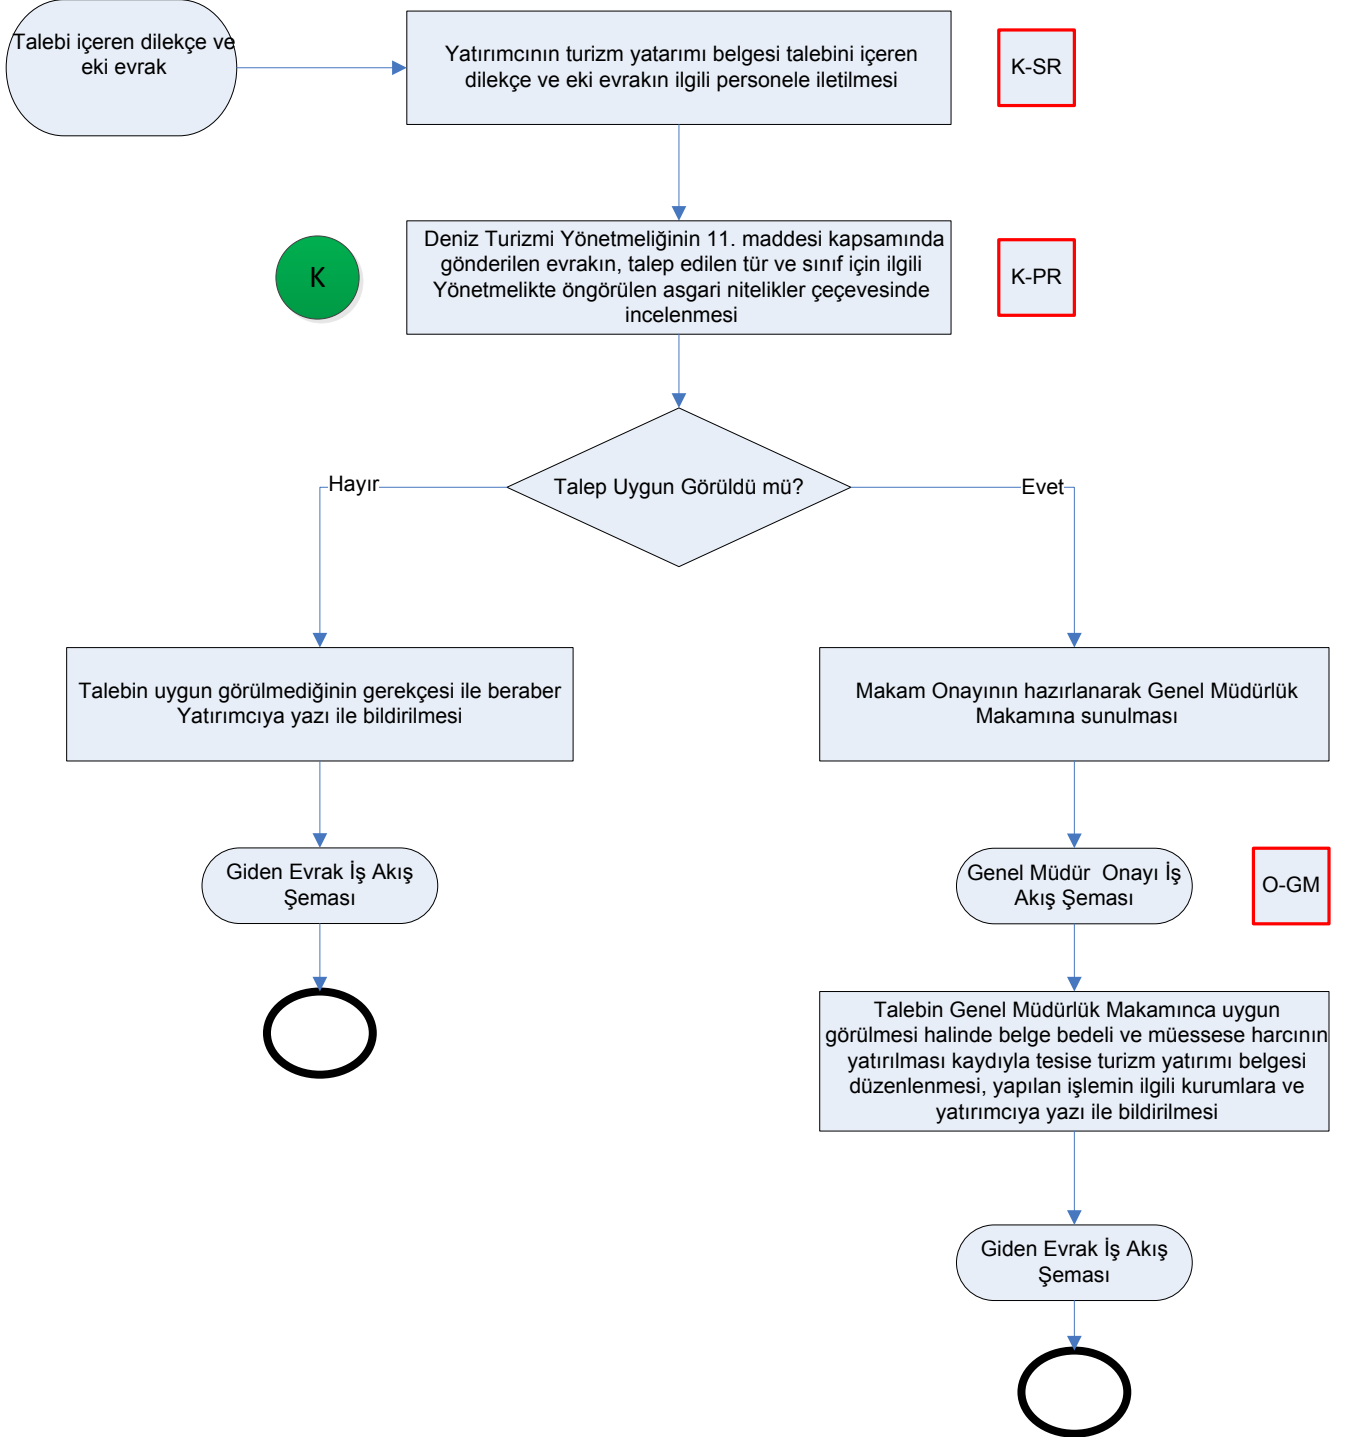 Talebi içeren dilekçe ve
eki evrak
Yatırımcının turizm yatarımı belgesi talebini içeren
dilekçe ve eki evrakın ilgili personele iletilmesi
K-SR
K
Deniz Turizmi Yönetmeliğinin 11. maddesi kapsamında
gönderilen evrakın, talep edilen tür ve sınıf için ilgili
Yönetmelikte öngörülen asgari nitelikler çeçevesinde
incelenmesi
K-PR
Talep Uygun Görüldü mü?
Hayır
Evet
Talebin uygun görülmediğinin gerekçesi ile beraber
Yatırımcıya yazı ile bildirilmesi
Makam Onayının hazırlanarak Genel Müdürlük
Makamına sunulması
Giden Evrak İş Akış
Şeması
Genel Müdür  Onayı İş
Akış Şeması
O-GM
Talebin Genel Müdürlük Makamınca uygun
görülmesi halinde belge bedeli ve müessese harcının
yatırılması kaydıyla tesise turizm yatırımı belgesi
düzenlenmesi, yapılan işlemin ilgili kurumlara ve
yatırımcıya yazı ile bildirilmesi
Giden Evrak İş Akış
Şeması